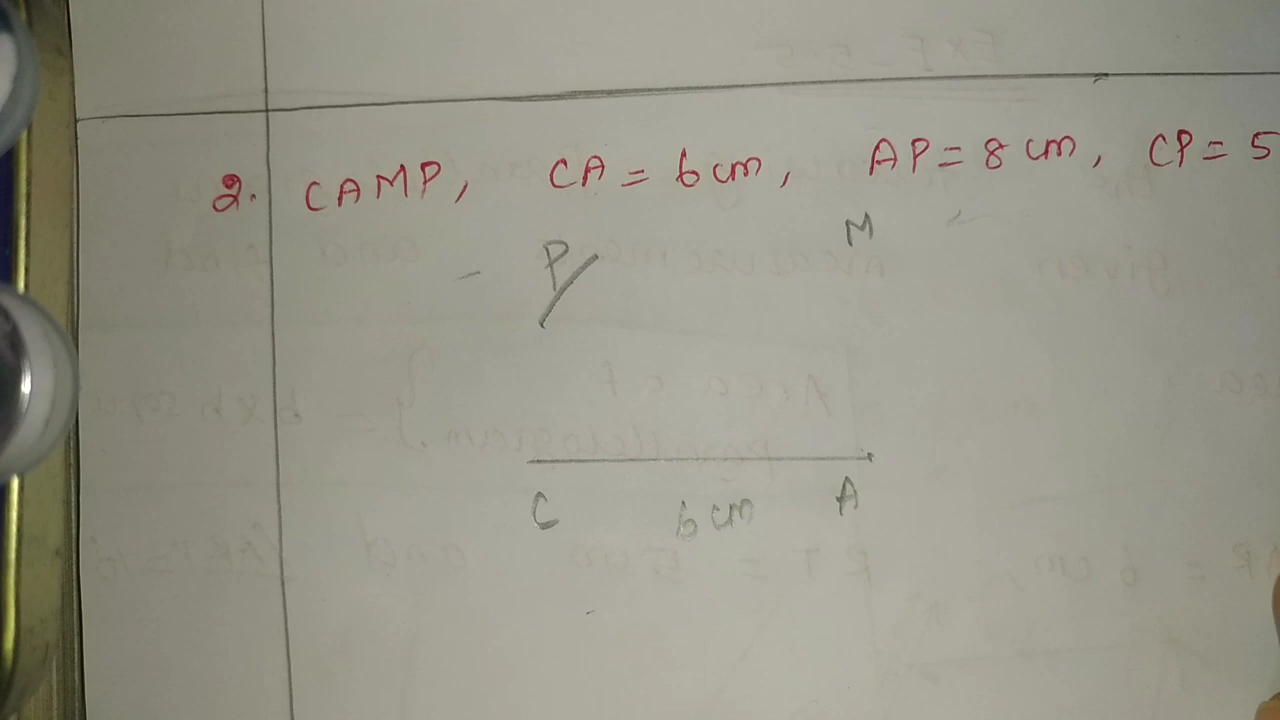 2. CAMP, CA = 6 cm, AP = 8 cm, CP = 5
P M
C 6 cm A